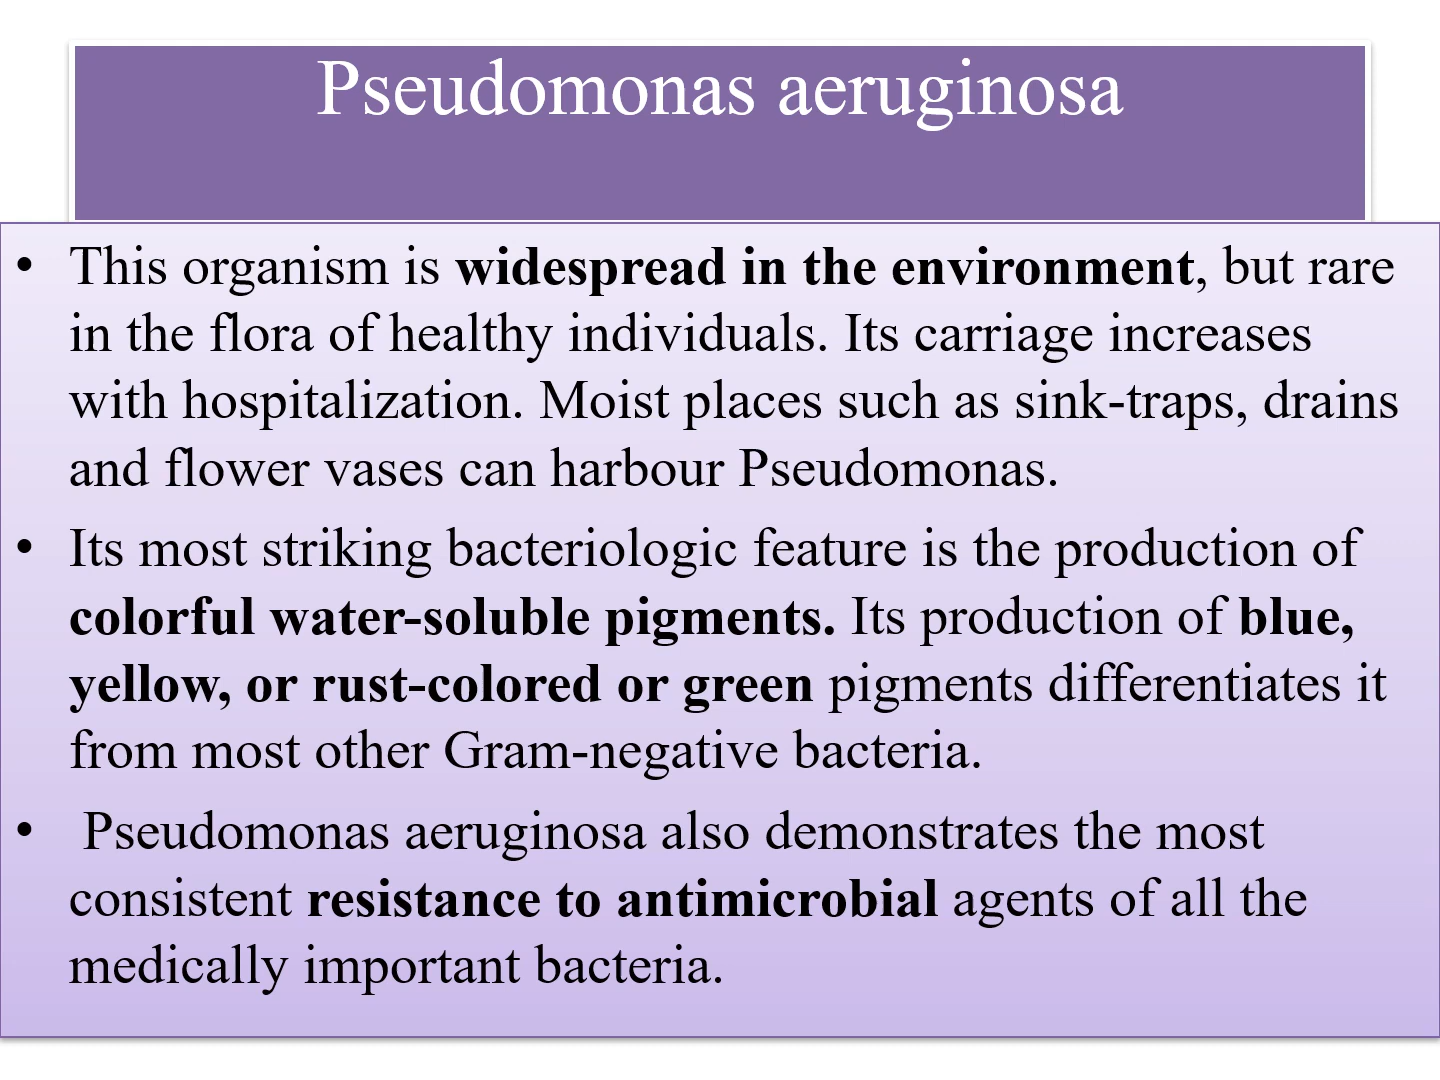 Pseudomonas aeruginosa
• This organism is widespread in the environment, but rare
in the flora of healthy individuals. Its carriage increases
with hospitalization. Moist places such as sink-traps, drains
and flower vases can harbour Pseudomonas.
• Its most striking bacteriologic feature is the production of
colorful water-soluble pigments. Its production of blue,
yellow, or rust-colored or green pigments differentiates it
from most other Gram-negative bacteria.
• Pseudomonas aeruginosa also demonstrates the most
consistent resistance to antimicrobial agents of all the
medically important bacteria.